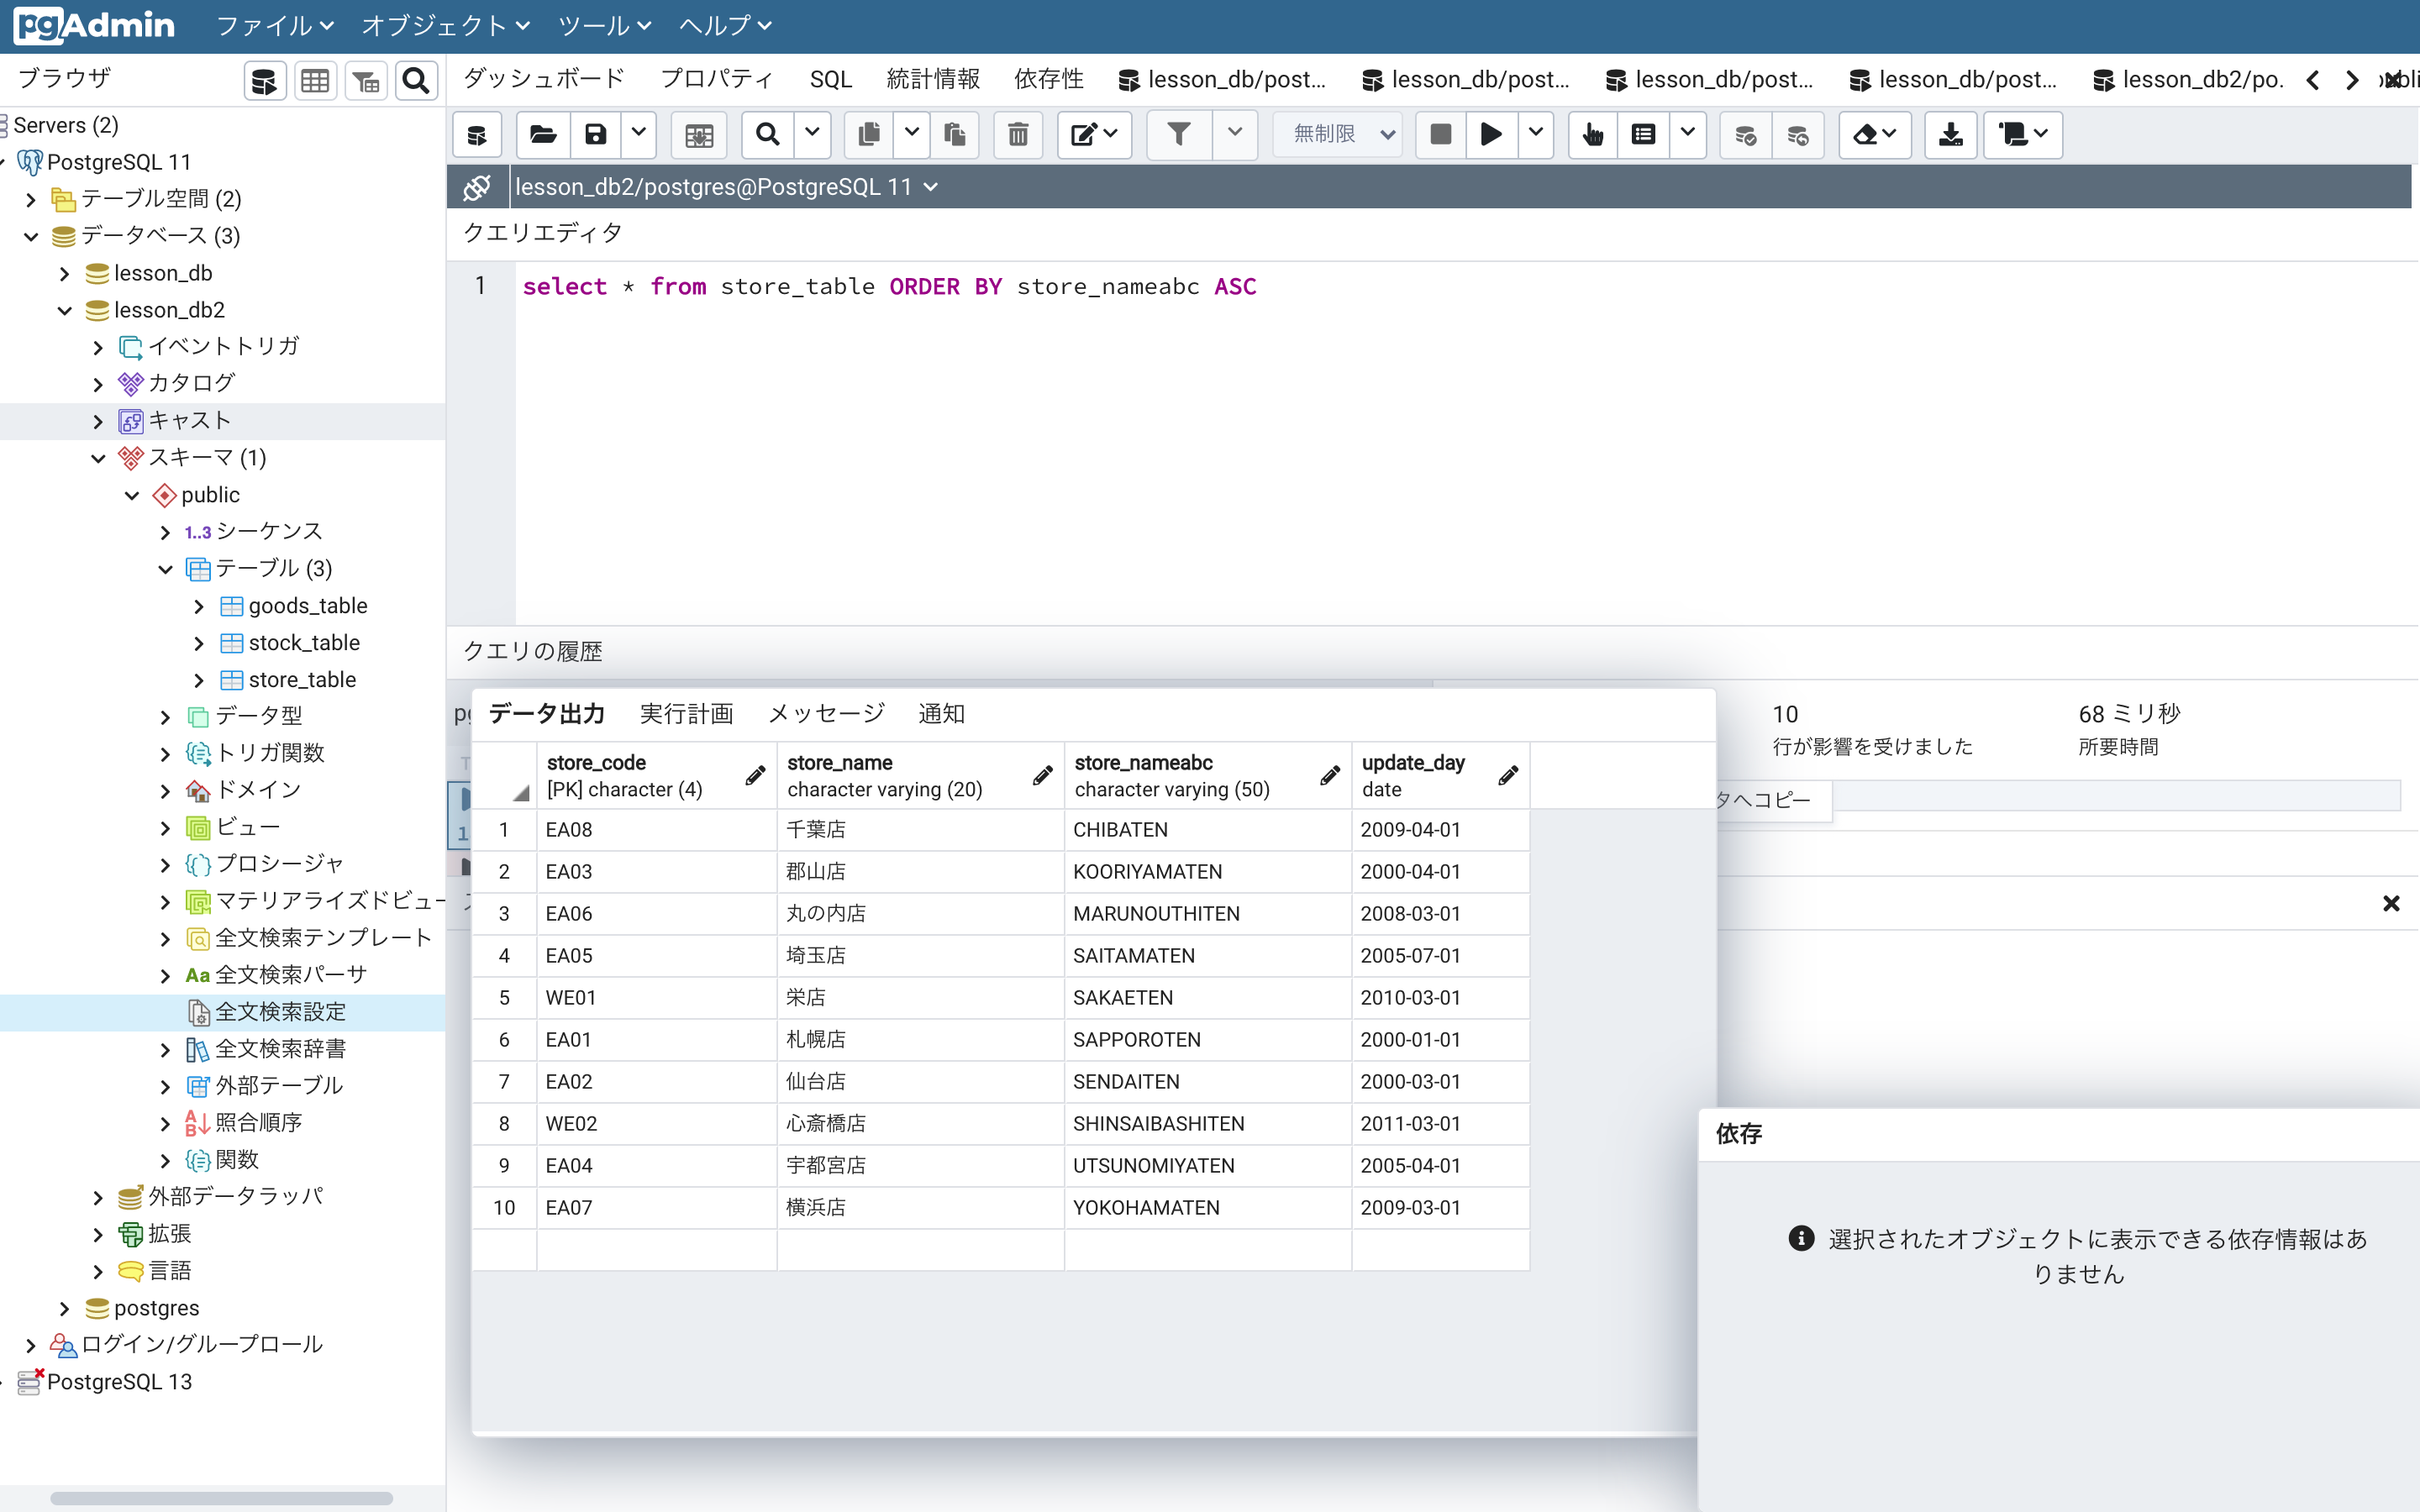 pgAdmin ファイル オブジェクト ツール ヘルプ
ブラウザ
ダッシュボード プロパティ SQL 統計情報 依存性 lesson_db/post... lesson_db/post... lesson_db/post... lesson_db/post... lesson_db2/po.
無制限
lesson_db2/postgres@PostgreSQL 11
クエリエディタ
1 select * from store_table ORDER BY store_nameabc ASC
Servers (2)
PostgreSQL 11
テーブル空間 (2)
データベース (3)
lesson_db
lesson_db2
イベントトリガ
カタログ
キャスト
スキーマ (1)
public
1..3 シーケンス
テーブル (3)
goods_table
stock_table
store_table
データ型
トリガ関数
ドメイン
ビュー
プロシージャ
マテリアライズドビュー
全文検索テンプレート
Aa 全文検索パーサ
全文検索設定
全文検索辞書
外部テーブル
照合順序
関数
外部データラッパ
拡張
言語
postgres
ログイン/グループロール
PostgreSQL 13
クエリの履歴
データ出力 実行計画 メッセージ 通知
store_code store_name store_nameabc update_day
[PK] character (4) character varying (20) character varying (50) date
1 EA08 千葉店 CHIBATEN 2009-04-01
2 EA03 郡山店 KOORIYAMATEN 2000-04-01
3 EA06 丸の内店 MARUNOUTHITEN 2008-03-01
4 EA05 埼玉店 SAITAMATEN 2005-07-01
5 WE01 栄店 SAKAETEN 2010-03-01
6 EA01 札幌店 SAPPOROTEN 2000-01-01
7 EA02 仙台店 SENDAITEN 2000-03-01
8 WE02 心斎橋店 SHINSAIBASHITEN 2011-03-01
9 EA04 宇都宮店 UTSUNOMIYATEN 2005-04-01
10 EA07 横浜店 YOKOHAMATEN 2009-03-01
10 68 ミリ秒
行が影響を受けました 所要時間
タへコピー
依存
選択されたオブジェクトに表示できる依存情報はあ
りません